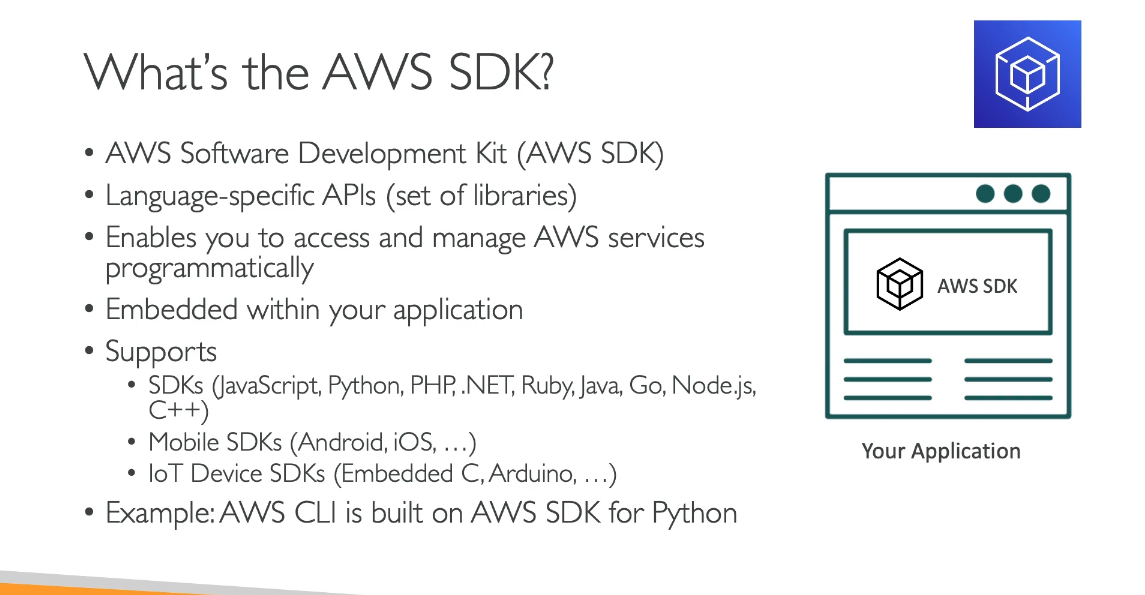 What's the AWS SDK?
• AWS Software Development Kit (AWS SDK)
• Language-specific APIs (set of libraries)
• Enables you to access and manage AWS services
programmatically
• Embedded within your application
• Supports
• SDKs (JavaScript, Python, PHP, .NET, Ruby, Java, Go, Node.js,
C++)
• Mobile SDKs (Android, iOS, …)
• IoT Device SDKs (Embedded C, Arduino, …)
• Example: AWS CLI is built on AWS SDK for Python
AWS SDK
Your Application